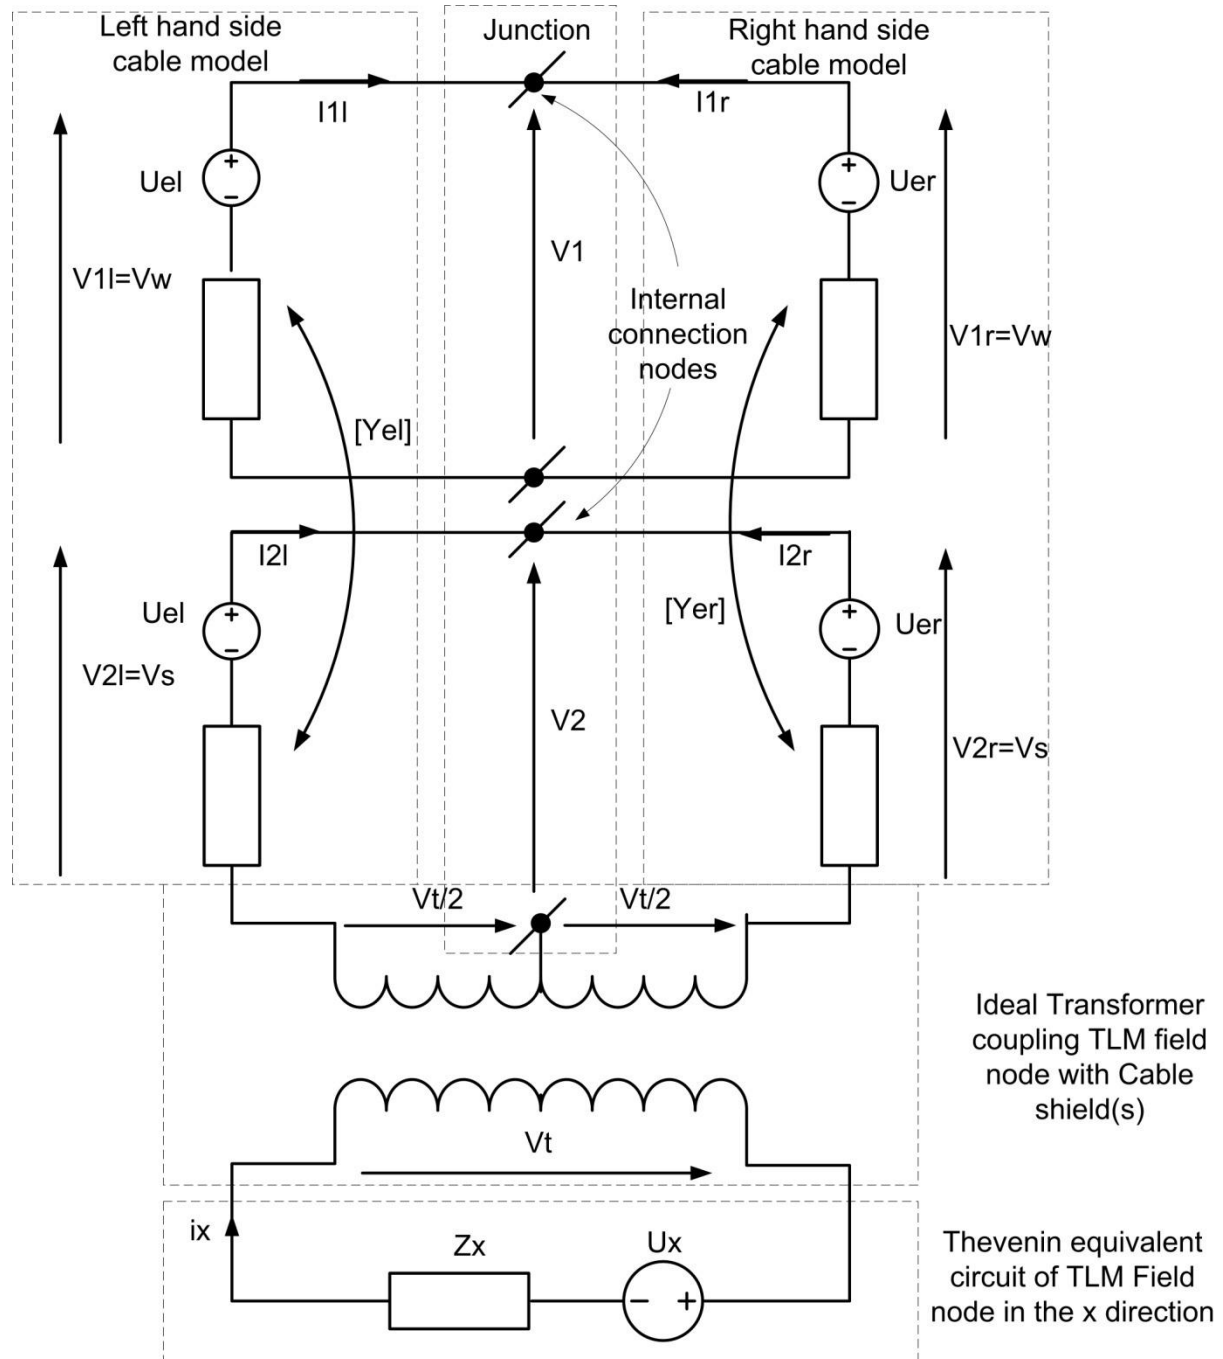 Left hand side
cable model
Junction
Right hand side
cable model
I1l
I1r
+
−
Uel
+
−
Uer
V1l=Vw
V1
Internal
connection
nodes
V1r=Vw
[Yel]
I2l
I2r
Uel
+
−
[Yer]
+
−
Uer
V2l=Vs
V2
V2r=Vs
Vt/2
Vt/2
Ideal Transformer
coupling TLM field
node with Cable
shield(s)
Vt
ix
Zx
Ux
− +
Thevenin equivalent
circuit of TLM Field
node in the x direction